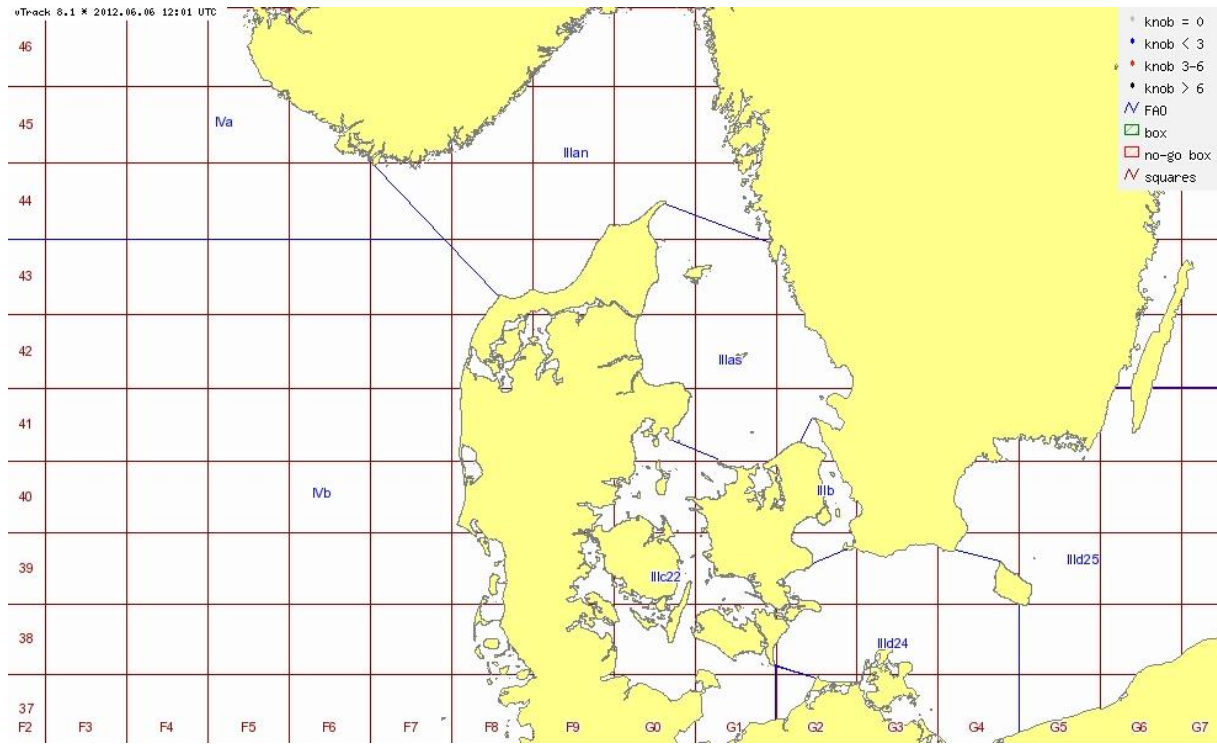 vTrack 8.1 * 2012.06.06 12:01 UTC
knob = 0
knob < 3
knob 3-6
knob > 6
FAO
box
no-go box
squares
46
45
44
43
42
41
40
39
38
37
IVa
IIIan
IIIas
IVb
IIIb
IIIc22
IIId25
IIId24
F2 F3 F4 F5 F6 F7 F8 F9 G0 G1 G2 G3 G4 G5 G6 G7